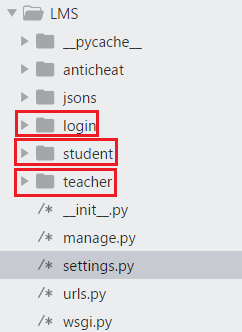 LMS
__pycache__
anticheat
jsons
login
student
teacher
/* __init__.py
/* manage.py
/* settings.py
/* urls.py
/* wsgi.py